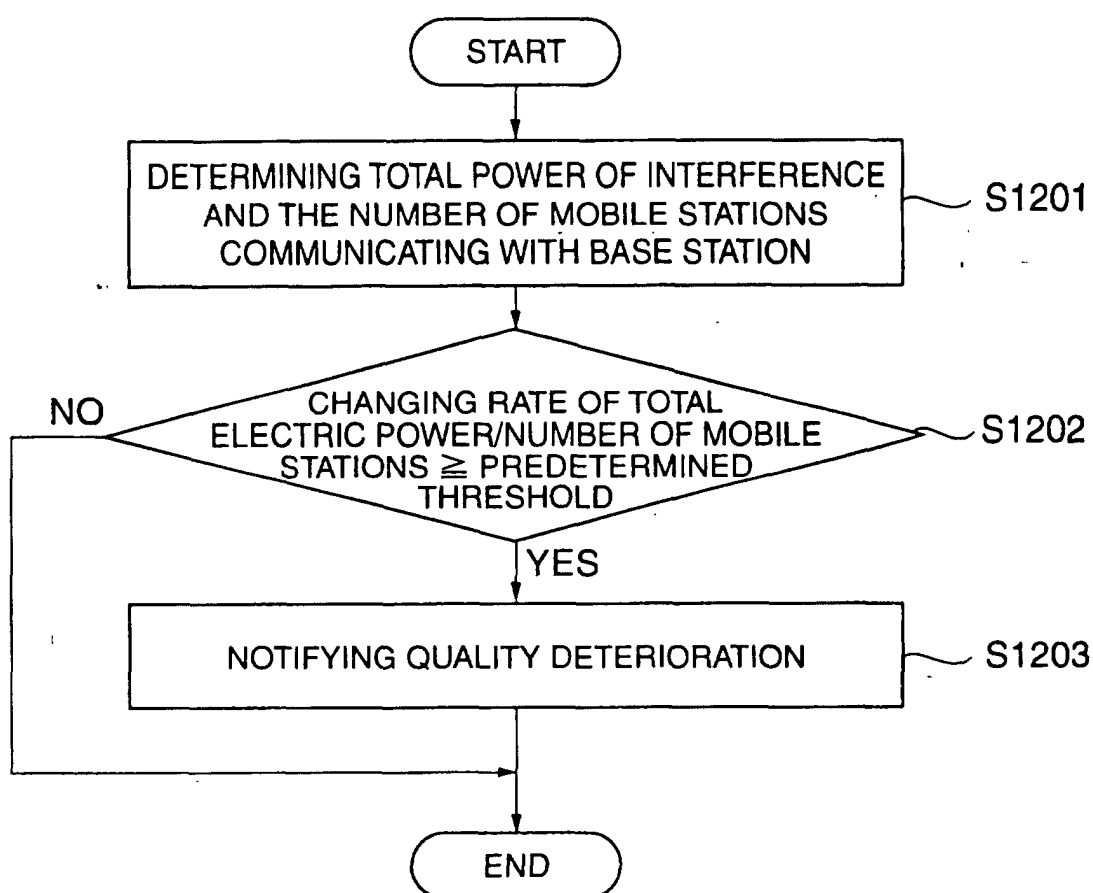 START
DETERMINING TOTAL POWER OF INTERFERENCE
AND THE NUMBER OF MOBILE STATIONS
COMMUNICATING WITH BASE STATION
S1201
NO
CHANGING RATE OF TOTAL
ELECTRIC POWER/NUMBER OF MOBILE
STATIONS ≧ PREDETERMINED
THRESHOLD
S1202
YES
NOTIFYING QUALITY DETERIORATION
S1203
END